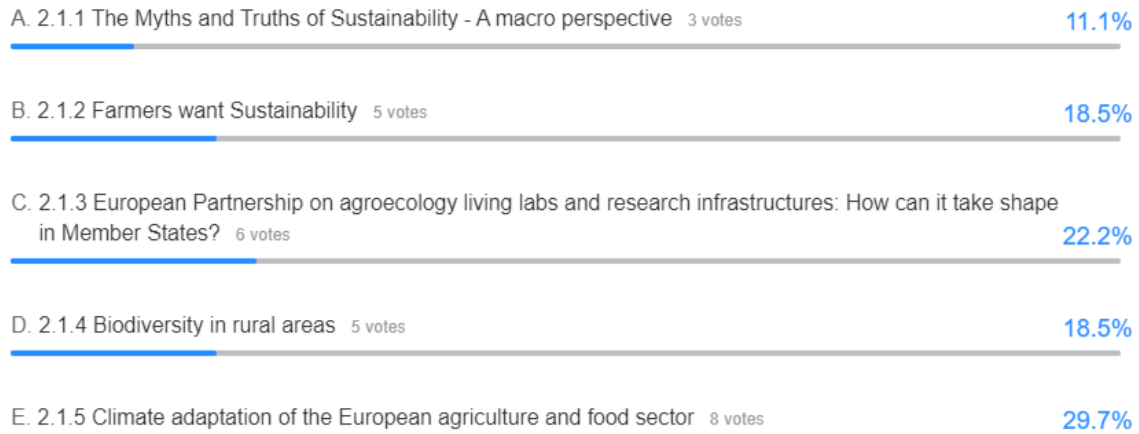 A. 2.1.1 The Myths and Truths of Sustainability - A macro perspective 3 votes 11.1%
B. 2.1.2 Farmers want Sustainability 5 votes 18.5%
C. 2.1.3 European Partnership on agroecology living labs and research infrastructures: How can it take shape
in Member States? 6 votes 22.2%
D. 2.1.4 Biodiversity in rural areas 5 votes 18.5%
E. 2.1.5 Climate adaptation of the European agriculture and food sector 8 votes 29.7%